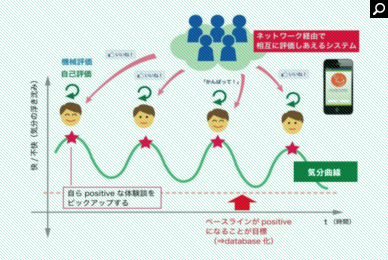 ネットワーク経由で
相互に評価しあえるシステム
機械評価
自己評価
いいね!
いいね!
「がんばって！」
いいね!
快 / 不快（気分の浮き沈み）
気分曲線
自ら positive な体験談を
ピックアップする
ベースラインが positive
になることが目標
（⇒database 化）
t（時間）